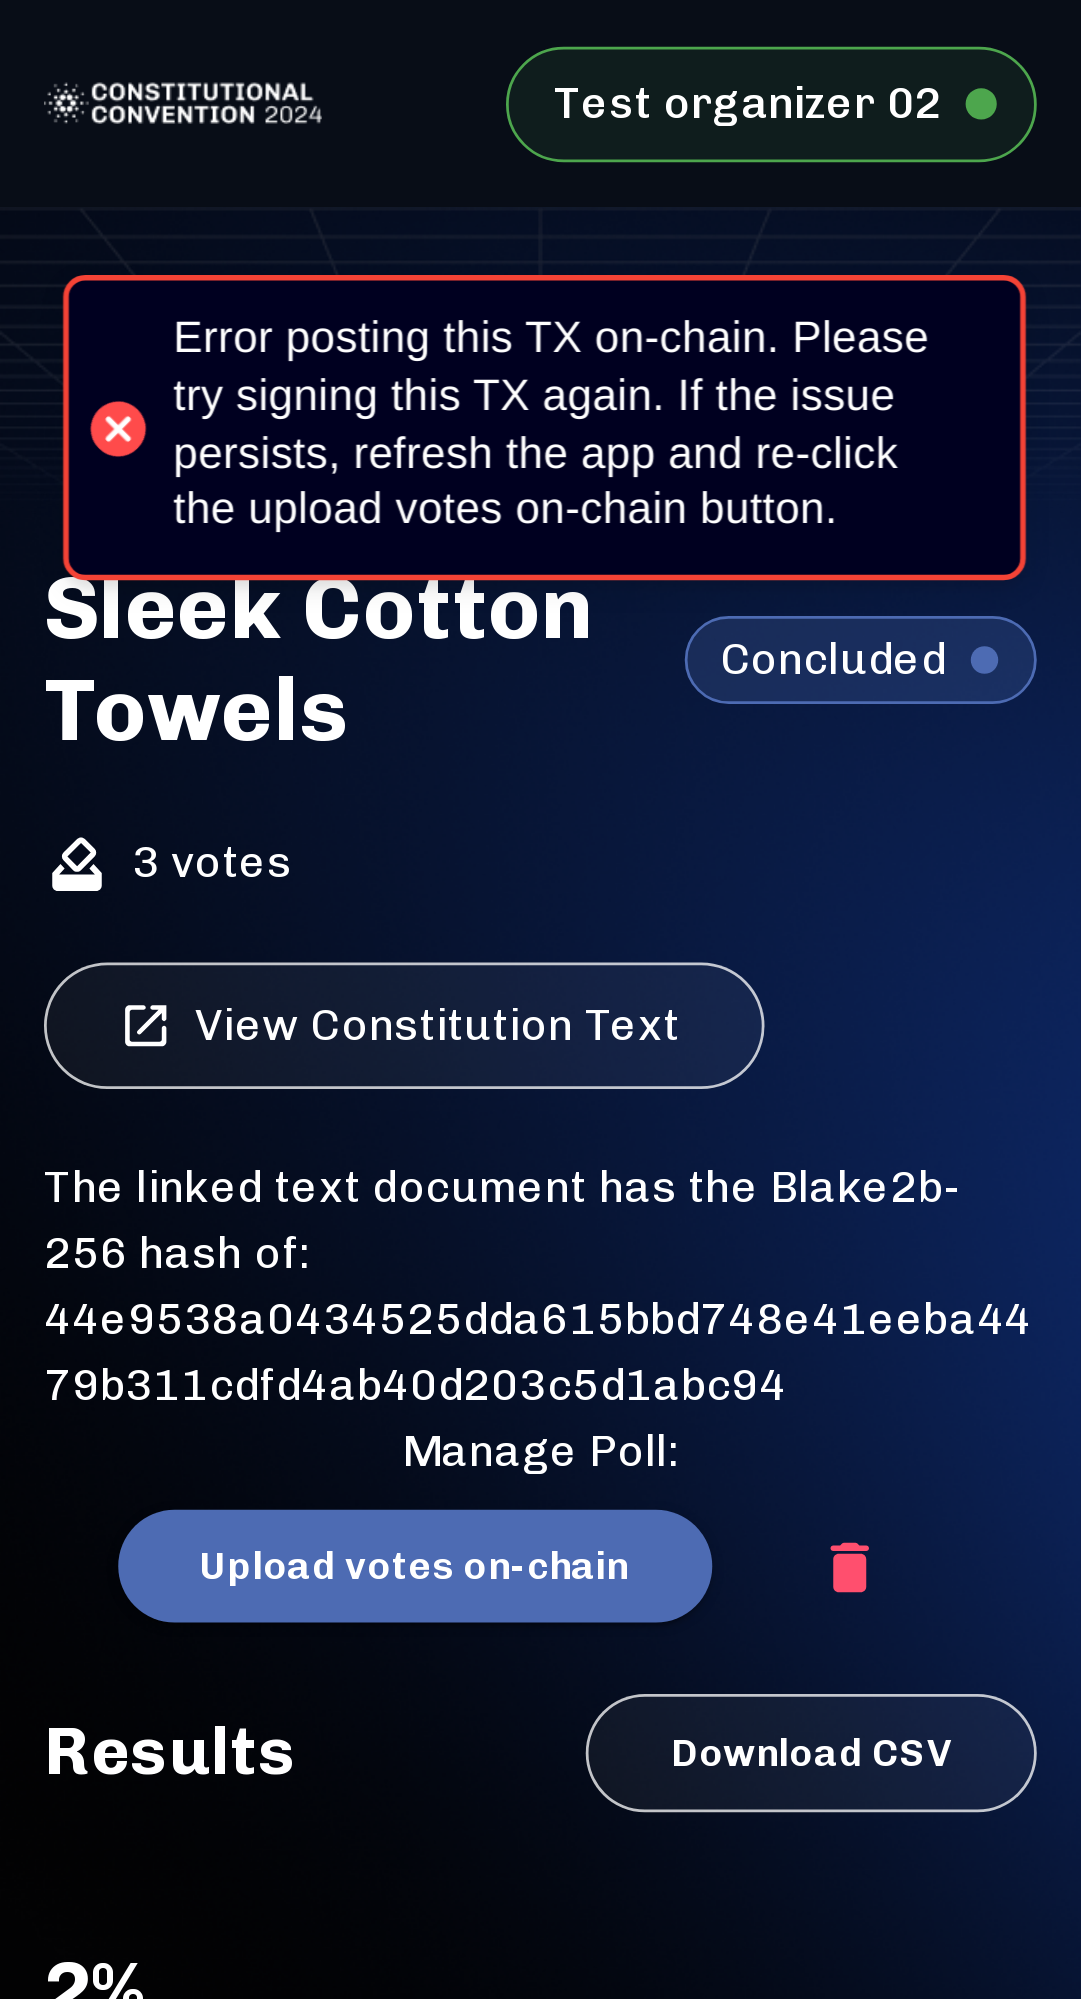 CONSTITUTIONAL
CONVENTION 2024
Test organizer 02
Error posting this TX on-chain. Please
try signing this TX again. If the issue
persists, refresh the app and re-click
the upload votes on-chain button.
Sleek Cotton
Towels
Concluded
3 votes
View Constitution Text
The linked text document has the Blake2b-
256 hash of:
44e9538a0434525dda615bbd748e41eeba44
79b311cdfd4ab40d203c5d1abc94
Manage Poll:
Upload votes on-chain
Results
Download CSV
2%